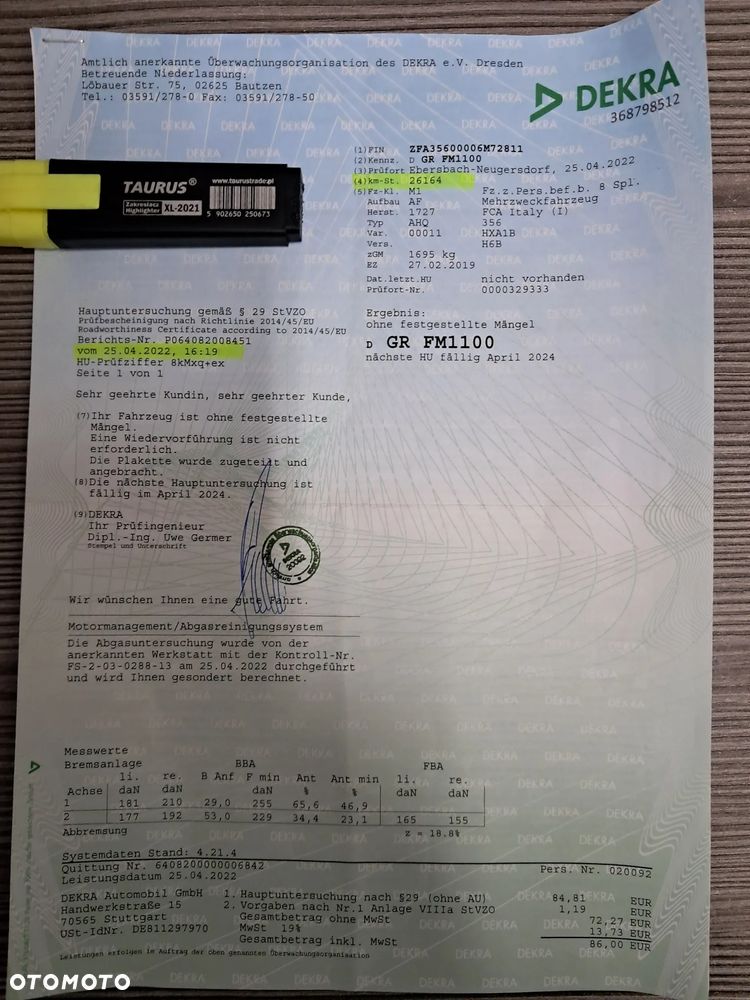 Amtlich anerkannte Überwachungsorganisation des DEKRA e.V. Dresden
Betreuende Niederlassung:
Löbauer Str. 75, 02625 Bautzen
Tel.: 03591/278-0 Fax: 03591/278-50
DEKRA
368798512
(1) FIN ZFA35600006M72811
(2) Kennz. D GR FM1100
(3) Prüfort Ebersbach-Neugersdorf, 25.04.2022
(4) km-St. 26164
(5) Fz-Kl. M1 Fz.z.Pers.bef.b. 8 Spl.
Aufbau AF Mehrzweckfahrzeug
Herst. 1727 FCA Italy (I)
Typ AHQ 356
Var. 00011 HXA1B
Vers. H6B
zGM 1695 kg
EZ 27.02.2019
Dat.letzt.HU nicht vorhanden
Prüfort-Nr. 0000329333
TAURUS® www.taurustrade.pl
Zakreślacz
Highlighter XL-2021
5 902650 250673
Hauptuntersuchung gemäß § 29 StVZO
Prüfbescheinigung nach Richtlinie 2014/45/EU
Roadworthiness Certificate according to 2014/45/EU
Berichts-Nr. P064082008451
vom 25.04.2022, 16:19
HU-Prüfziffer 8kMxq+ex
Seite 1 von 1
Ergebnis:
ohne festgestellte Mängel
D GR FM1100
nächste HU fällig April 2024
Sehr geehrte Kundin, sehr geehrter Kunde,
(7) Ihr Fahrzeug ist ohne festgestellte
Mängel.
Eine Wiedervorführung ist nicht
erforderlich.
Die Plakette wurde zugeteilt und
angebracht.
(8) Die nächste Hauptuntersuchung ist
fällig im April 2024.
(9) DEKRA
Ihr Prüfingenieur
Dipl.-Ing. Uwe Germer
Stempel und Unterschrift
DEKRA
20092
Wir wünschen Ihnen eine gute Fahrt.
Motormanagement/Abgasreinigungssystem
Die Abgasuntersuchung wurde von der
anerkannten Werkstatt mit der Kontroll-Nr.
FS-2-03-0288-13 am 25.04.2022 durchgeführt
und wird Ihnen gesondert berechnet.
Messwerte
Bremsanlage BBA FBA
li. re. B Anf F min Ant Ant min li. re.
Achse daN daN daN % % daN daN
1 181 210 29,0 255 65,6 46,9
2 177 192 53,0 229 34,4 23,1 165 155
Abbremsung z = 18.8%
Systemdaten Stand: 4.21.4
Quittung Nr. 6408200000006842 Pers. Nr. 020092
Leistungsdatum 25.04.2022
DEKRA Automobil GmbH
Handwerkstraße 15
70565 Stuttgart
USt-IdNr. DE811297970
1. Hauptuntersuchung nach §29 (ohne AU) 84,81 EUR
2. Vorgaben nach Nr.1 Anlage VIIIa StVZO 1,19 EUR
Gesamtbetrag ohne MwSt 72,27 EUR
MwSt 19% 13,73 EUR
Gesamtbetrag inkl. MwSt 86,00 EUR
Leistungen erfolgen im Auftrag der oben genannten Überwachungsorganisation
OTOMOTO